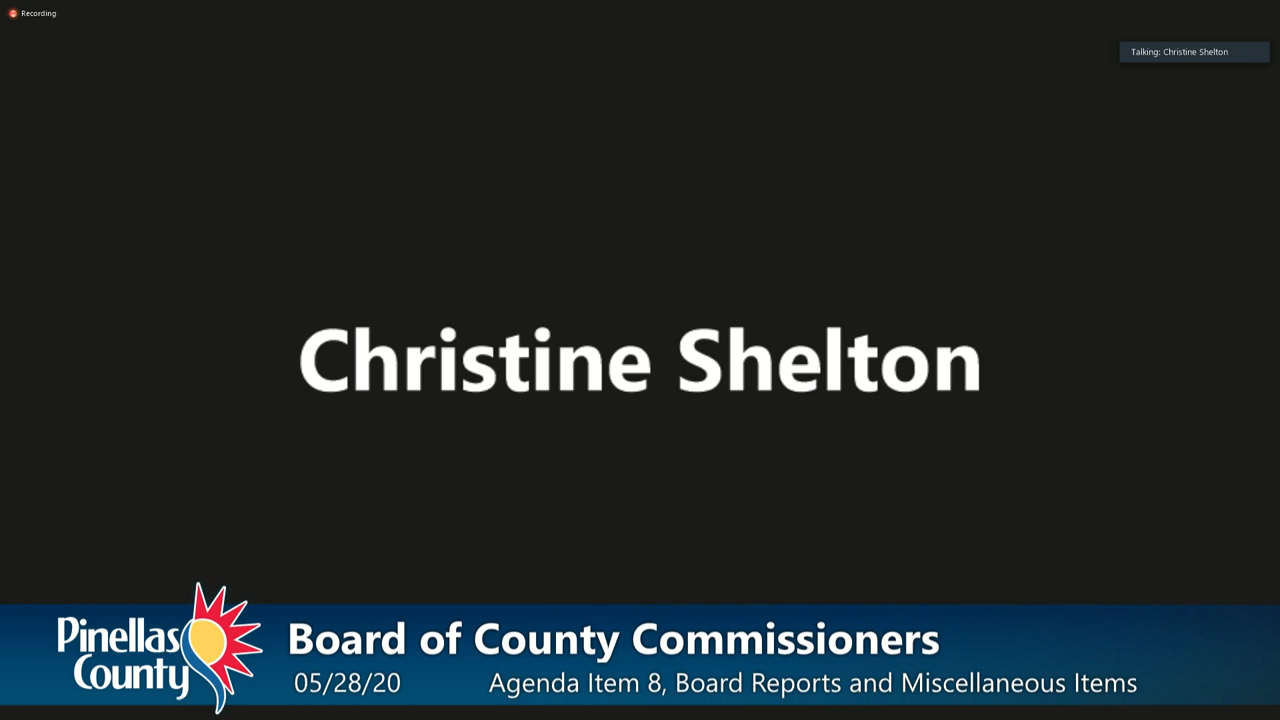 Recording
Talking: Christine Shelton
Christine Shelton
Pinellas
County
Board of County Commissioners
05/28/20
Agenda Item 8, Board Reports and Miscellaneous Items